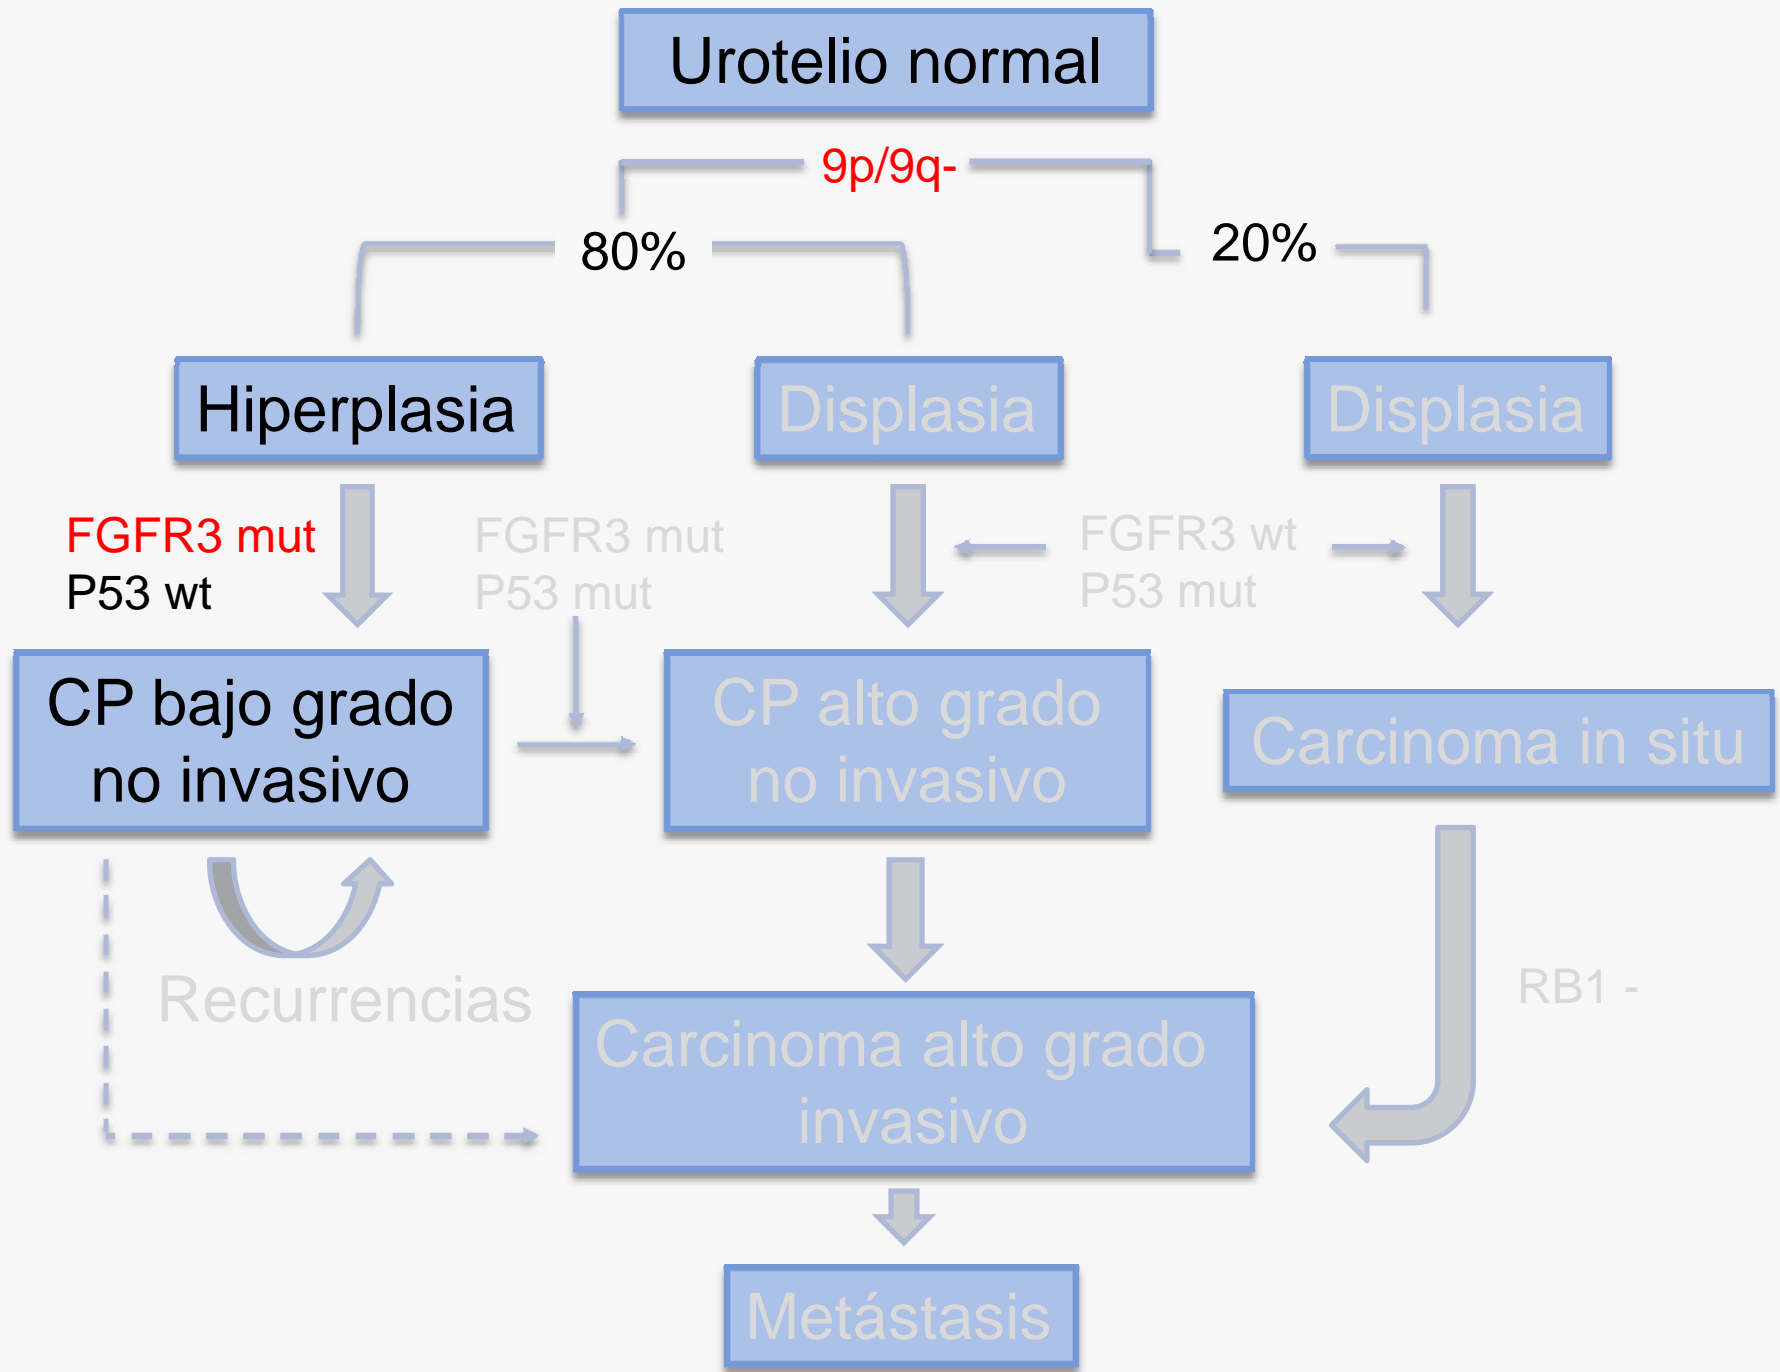 Urotelio normal
9p/9q-
80%
20%
Hiperplasia
Displasia
Displasia
FGFR3 mut
P53 wt
FGFR3 mut
P53 mut
FGFR3 wt
P53 mut
CP bajo grado
no invasivo
CP alto grado
no invasivo
Carcinoma in situ
Recurrencias
RB1 -
Carcinoma alto grado
invasivo
Metástasis